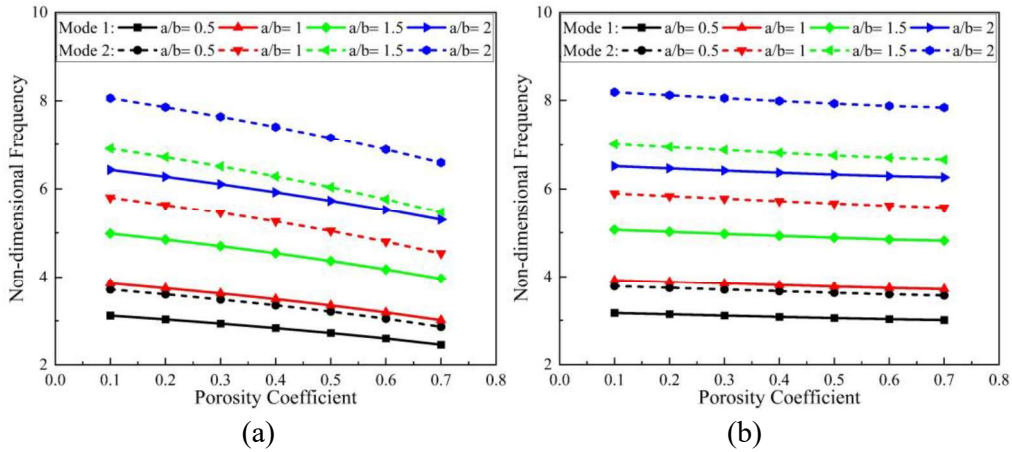 Mode 1: a/b= 0.5 a/b= 1 a/b= 1.5 a/b= 2
Mode 2: a/b= 0.5 a/b= 1 a/b= 1.5 a/b= 2
10
8
6
4
2
Non-dimensional Frequency
0.0 0.1 0.2 0.3 0.4 0.5 0.6 0.7 0.8
Porosity Coefficient
(a)
Mode 1: a/b= 0.5 a/b= 1 a/b= 1.5 a/b= 2
Mode 2: a/b= 0.5 a/b= 1 a/b= 1.5 a/b= 2
10
8
6
4
2
Non-dimensional Frequency
0.0 0.1 0.2 0.3 0.4 0.5 0.6 0.7 0.8
Porosity Coefficient
(b)